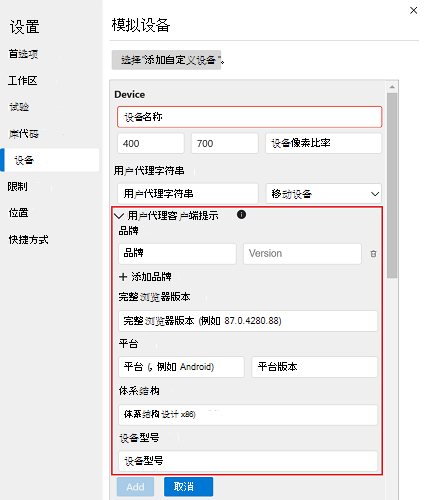 设置
首选项
工作区
试验
库代码
设备
限制
位置
快捷方式
模拟设备
选择"添加自定义设备"。
Device
设备名称
400 700 设备像素比率
用户代理字符串
用户代理字符串 移动设备
用户代理客户端提示
品牌
品牌 Version
+ 添加品牌
完整浏览器版本
完整浏览器版本 (例如 87.0.4280.88)
平台
平台 (，例如 Android) 平台版本
体系结构
体系结构设计 x86)
设备型号
设备型号
Add 取消